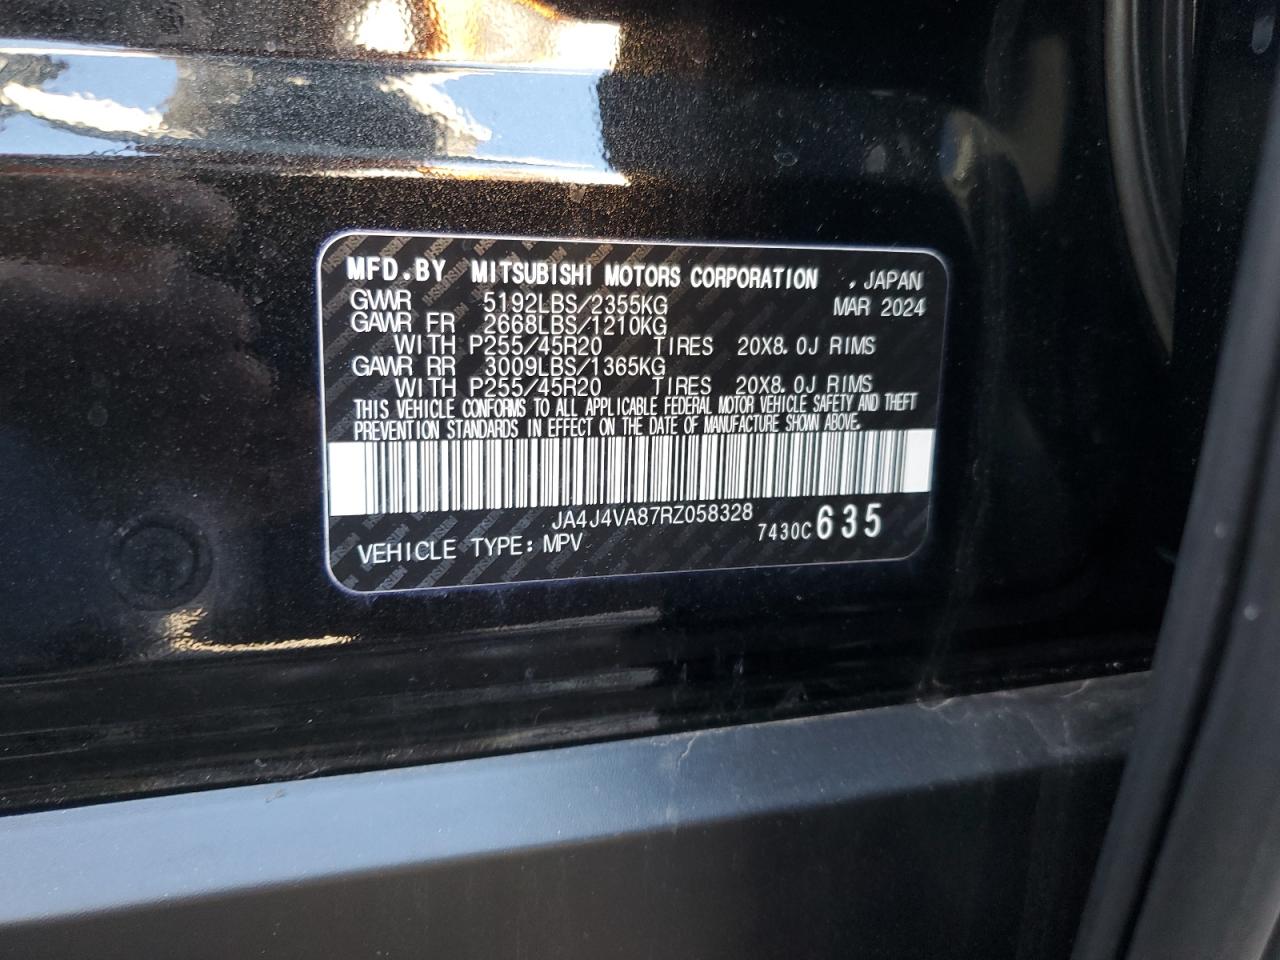 MFD.BY MITSUBISHI MOTORS CORPORATION , JAPAN
GVWR 5192LBS/2355KG MAR 2024
GAWR FR 2668LBS/1210KG
WITH P255/45R20 TIRES 20X8.0J RIMS
GAWR RR 3009LBS/1365KG
WITH P255/45R20 TIRES 20X8.0J RIMS
THIS VEHICLE CONFORMS TO ALL APPLICABLE FEDERAL MOTOR VEHICLE SAFETY AND THEFT
PREVENTION STANDARDS IN EFFECT ON THE DATE OF MANUFACTURE SHOWN ABOVE.
JA4J4VA87RZ058328
VEHICLE TYPE: MPV 7430C 635